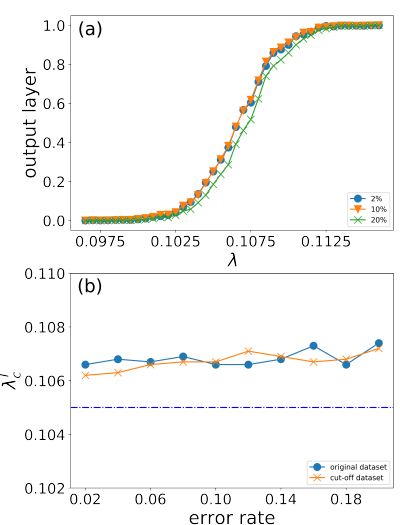 (a)
output layer
1.0
0.8
0.6
0.4
0.2
0.0
2%
10%
20%
0.0975 0.1025 0.1075 0.1125
λ
(b)
λ_c^I
0.110
0.108
0.106
0.104
0.102
original dataset
cut-off dataset
0.02 0.06 0.10 0.14 0.18
error rate